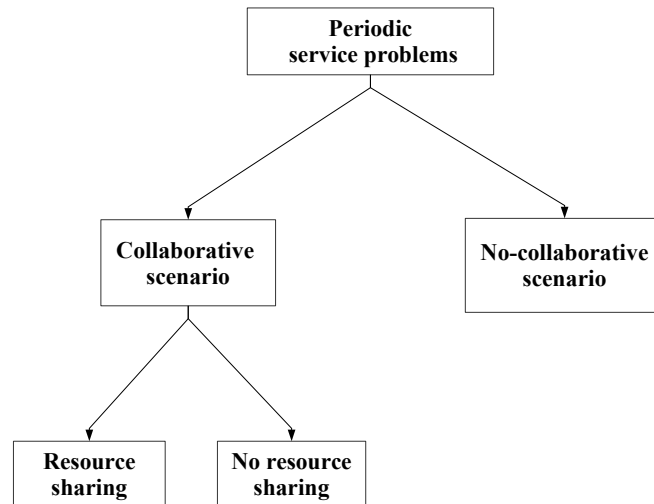 Periodic
service problems
Collaborative
scenario
No-collaborative
scenario
Resource
sharing
No resource
sharing